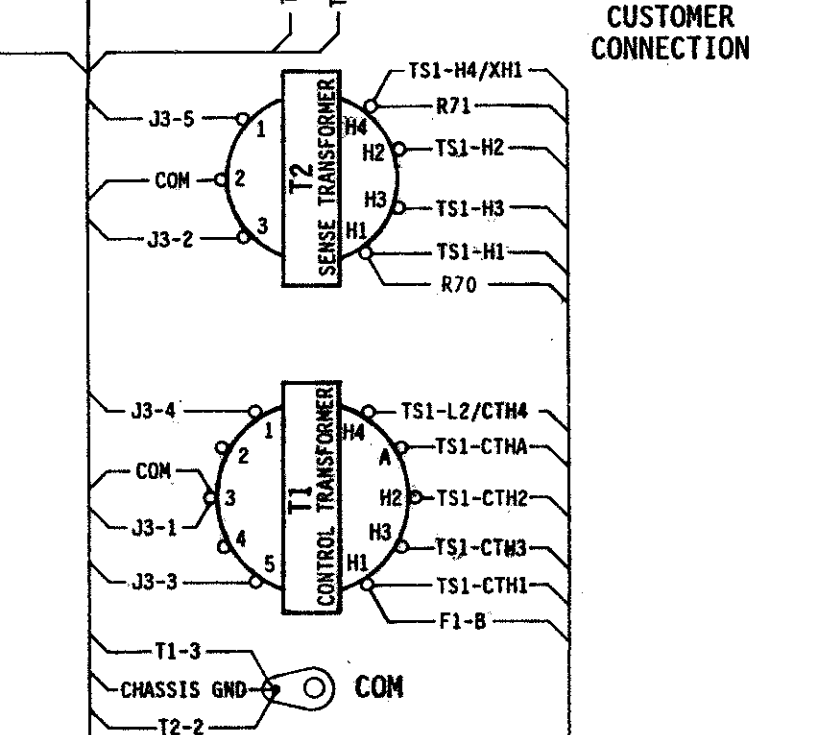 CUSTOMER
CONNECTION
TS1-H4/XH1
R71
J3-5
1
H4
H2
TS1-H2
COM
2
T2
SENSE TRANSFORMER
H3
TS1-H3
J3-2
3
H1
TS1-H1
R70
J3-4
1
H4
TS1-L2/CTH4
2
A
TS1-CTHA
COM
3
T1
CONTROL TRANSFORMER
H2
TS1-CTH2
J3-1
4
H3
TS1-CTH3
J3-3
5
H1
TS1-CTH1
F1-B
T1-3
CHASSIS GND
COM
T2-2